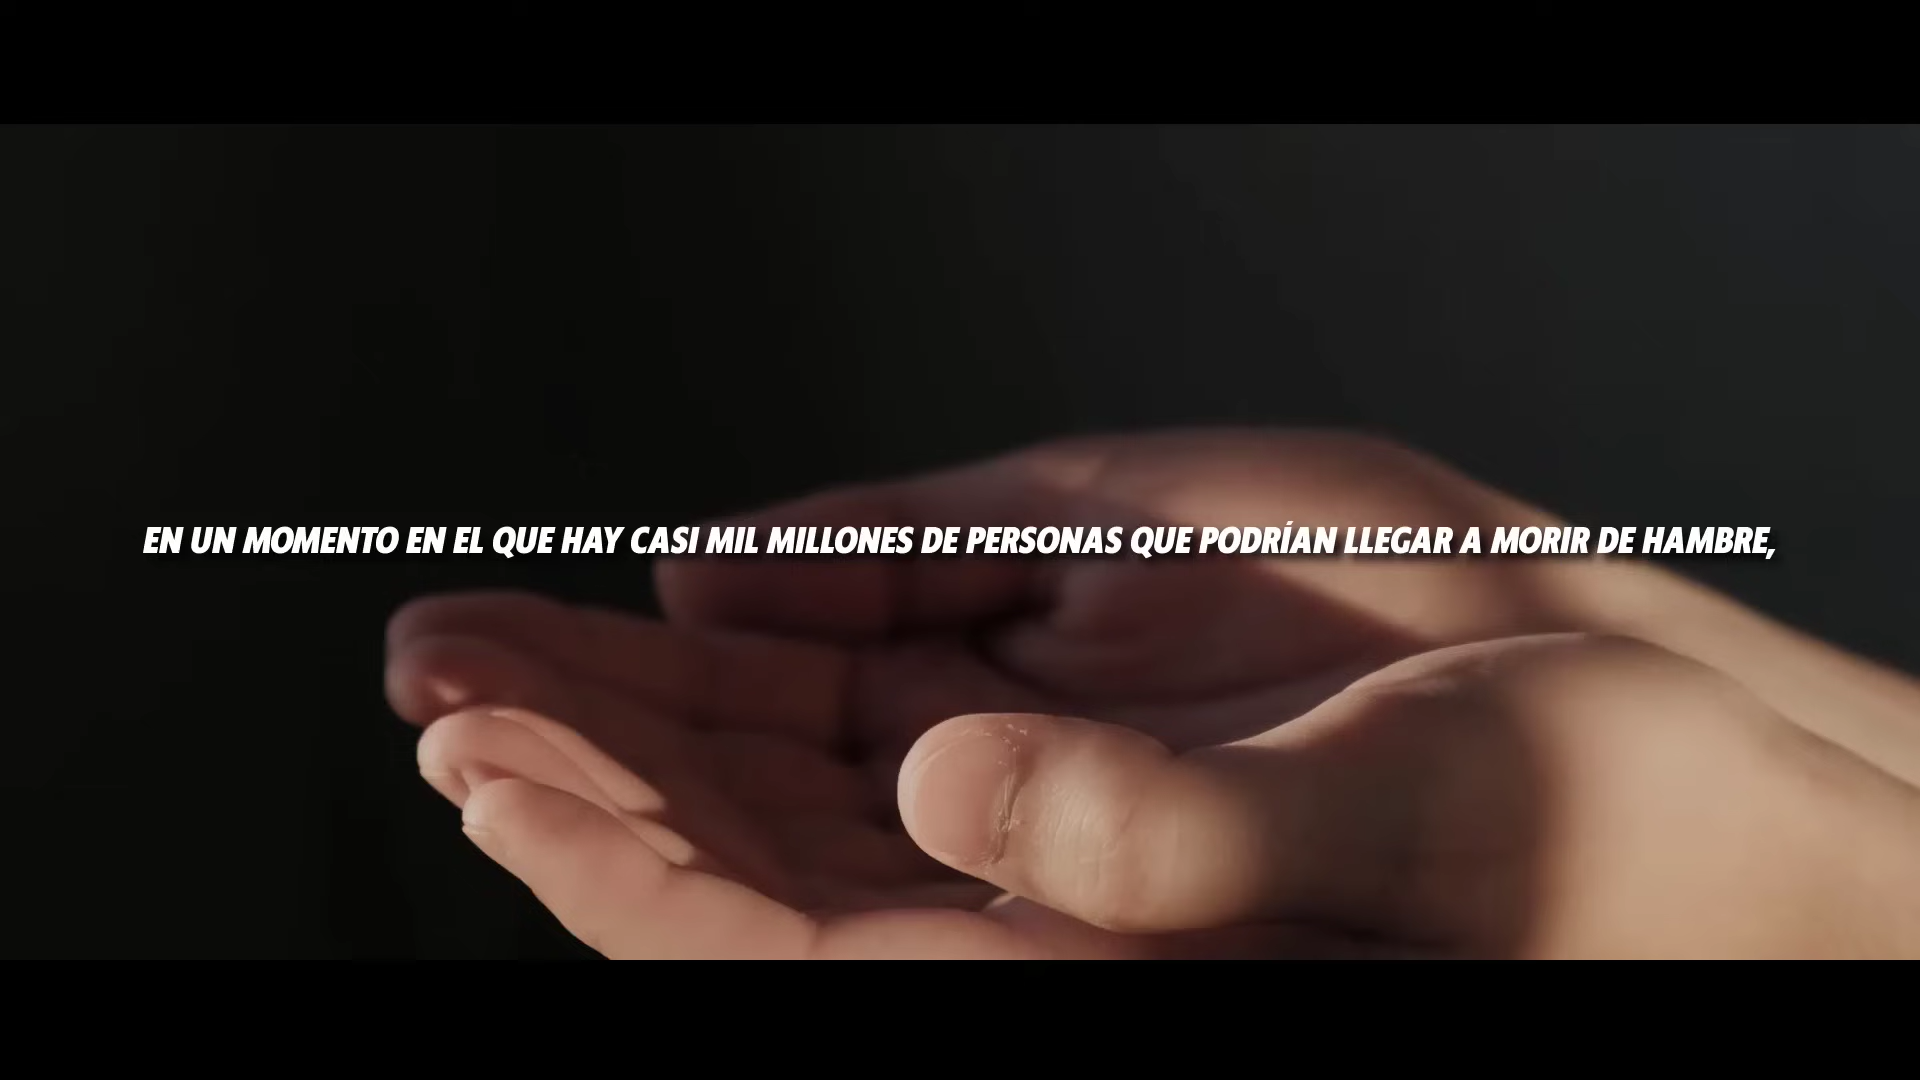 EN UN MOMENTO EN EL QUE HAY CASI MIL MILLONES DE PERSONAS QUE PODRÍAN LLEGAR A MORIR DE HAMBRE,